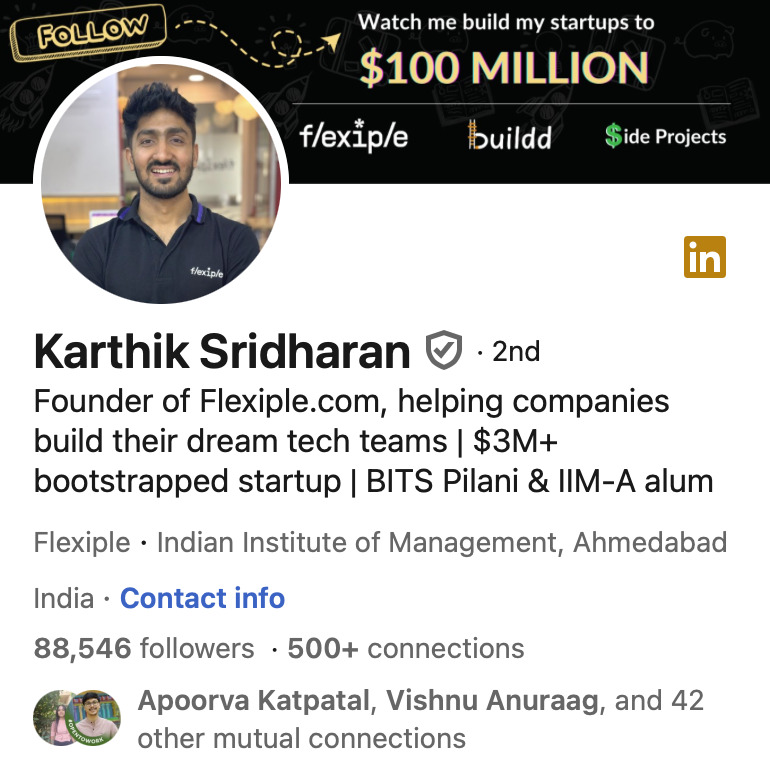 FOLLOW
Watch me build my startups to
$100 MILLION
f/exip/e
buildd
$ide Projects
f/exip/e
in
Karthik Sridharan · 2nd
Founder of Flexiple.com, helping companies
build their dream tech teams | $3M+
bootstrapped startup | BITS Pilani & IIM-A alum
Flexiple · Indian Institute of Management, Ahmedabad
India · Contact info
88,546 followers · 500+ connections
#OPENTOWORK
Apoorva Katpatal, Vishnu Anuraag, and 42
other mutual connections